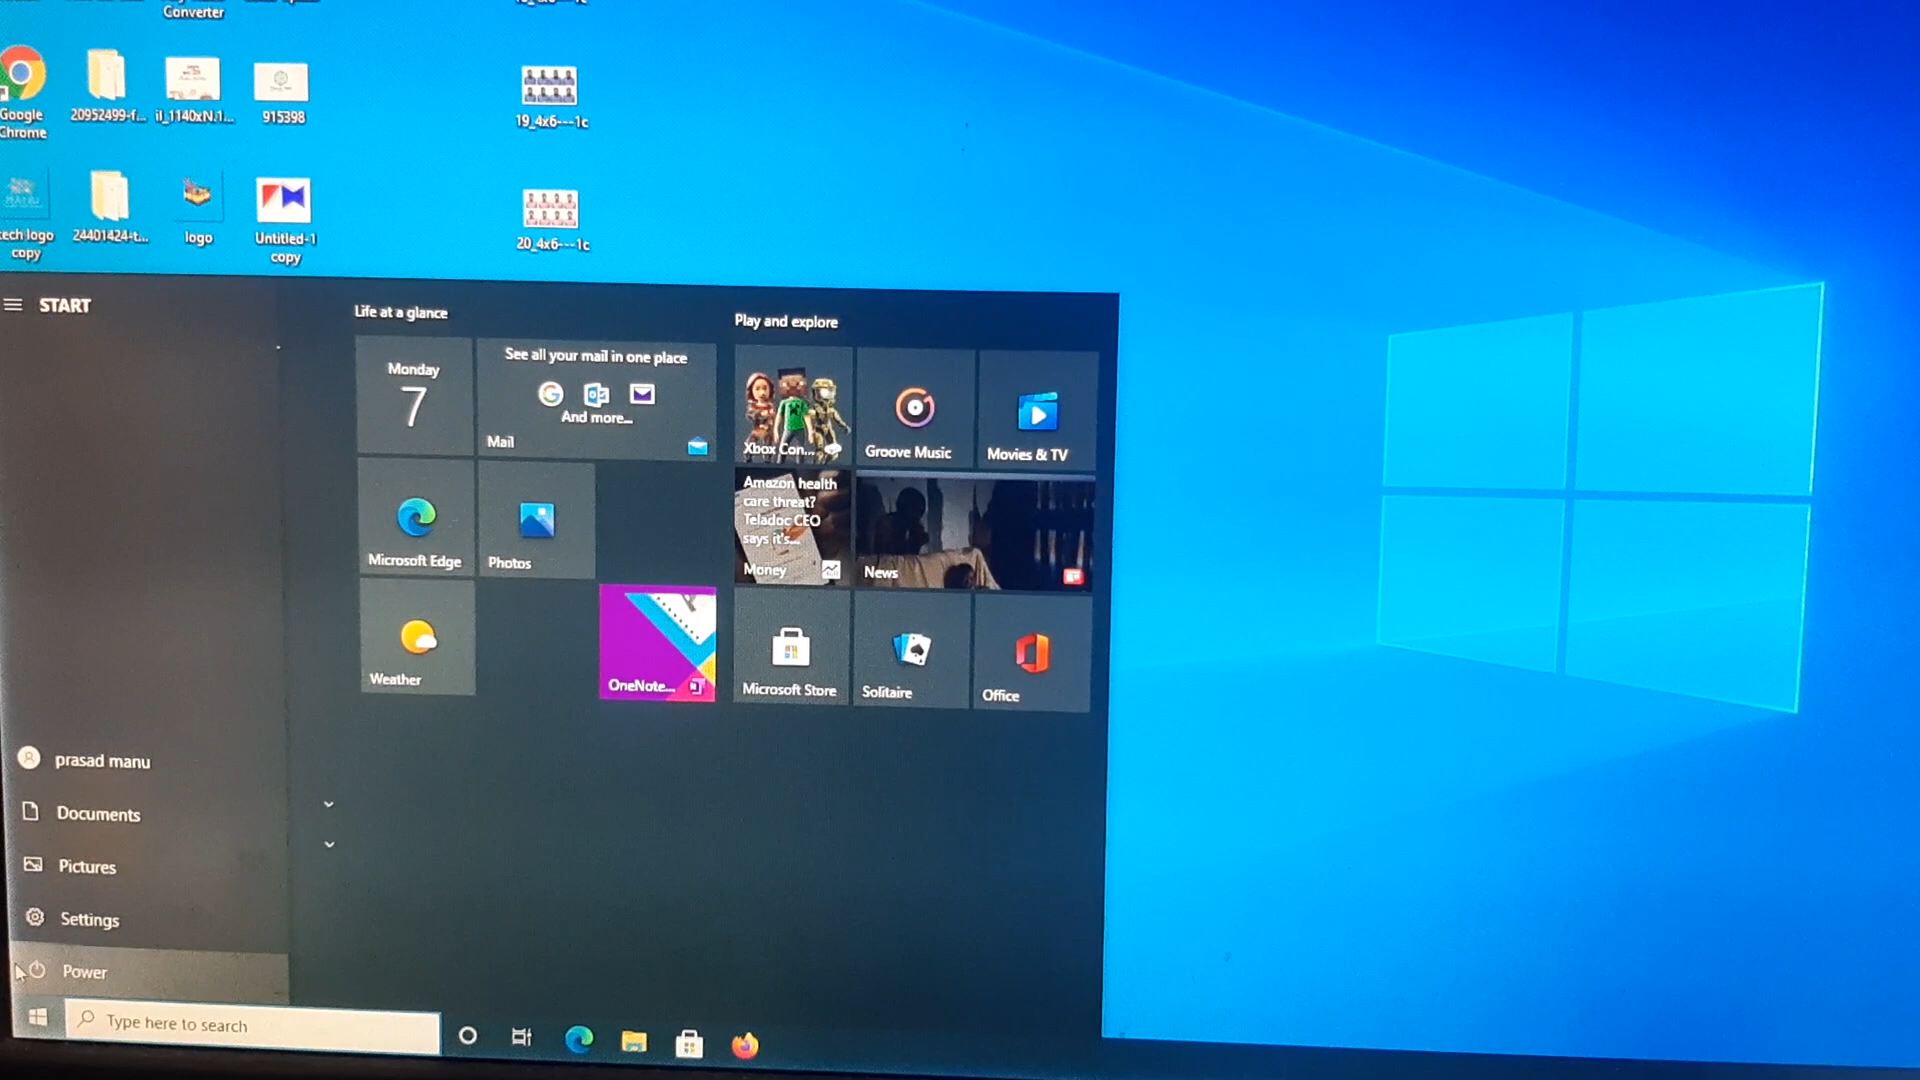 Converter
Google
Chrome
20952499-f...
il_1140xN.1...
915398
19_4x6---1c
tech logo
copy
24401424-t...
logo
Untitled-1
copy
20_4x6---1c
START
prasad manu
Documents
Pictures
Settings
Power
Life at a glance
Monday
7
See all your mail in one place
And more...
Mail
Microsoft Edge
Photos
Weather
OneNote...
Play and explore
Xbox Con...
Groove Music
Movies & TV
Amazon health
care threat?
Teladoc CEO
says it's...
Money
News
Microsoft Store
Solitaire
Office
Type here to search